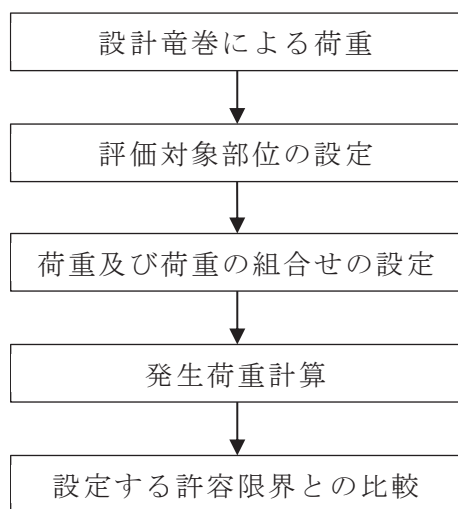 設計竜巻による荷重
評価対象部位の設定
荷重及び荷重の組合せの設定
発生荷重計算
設定する許容限界との比較